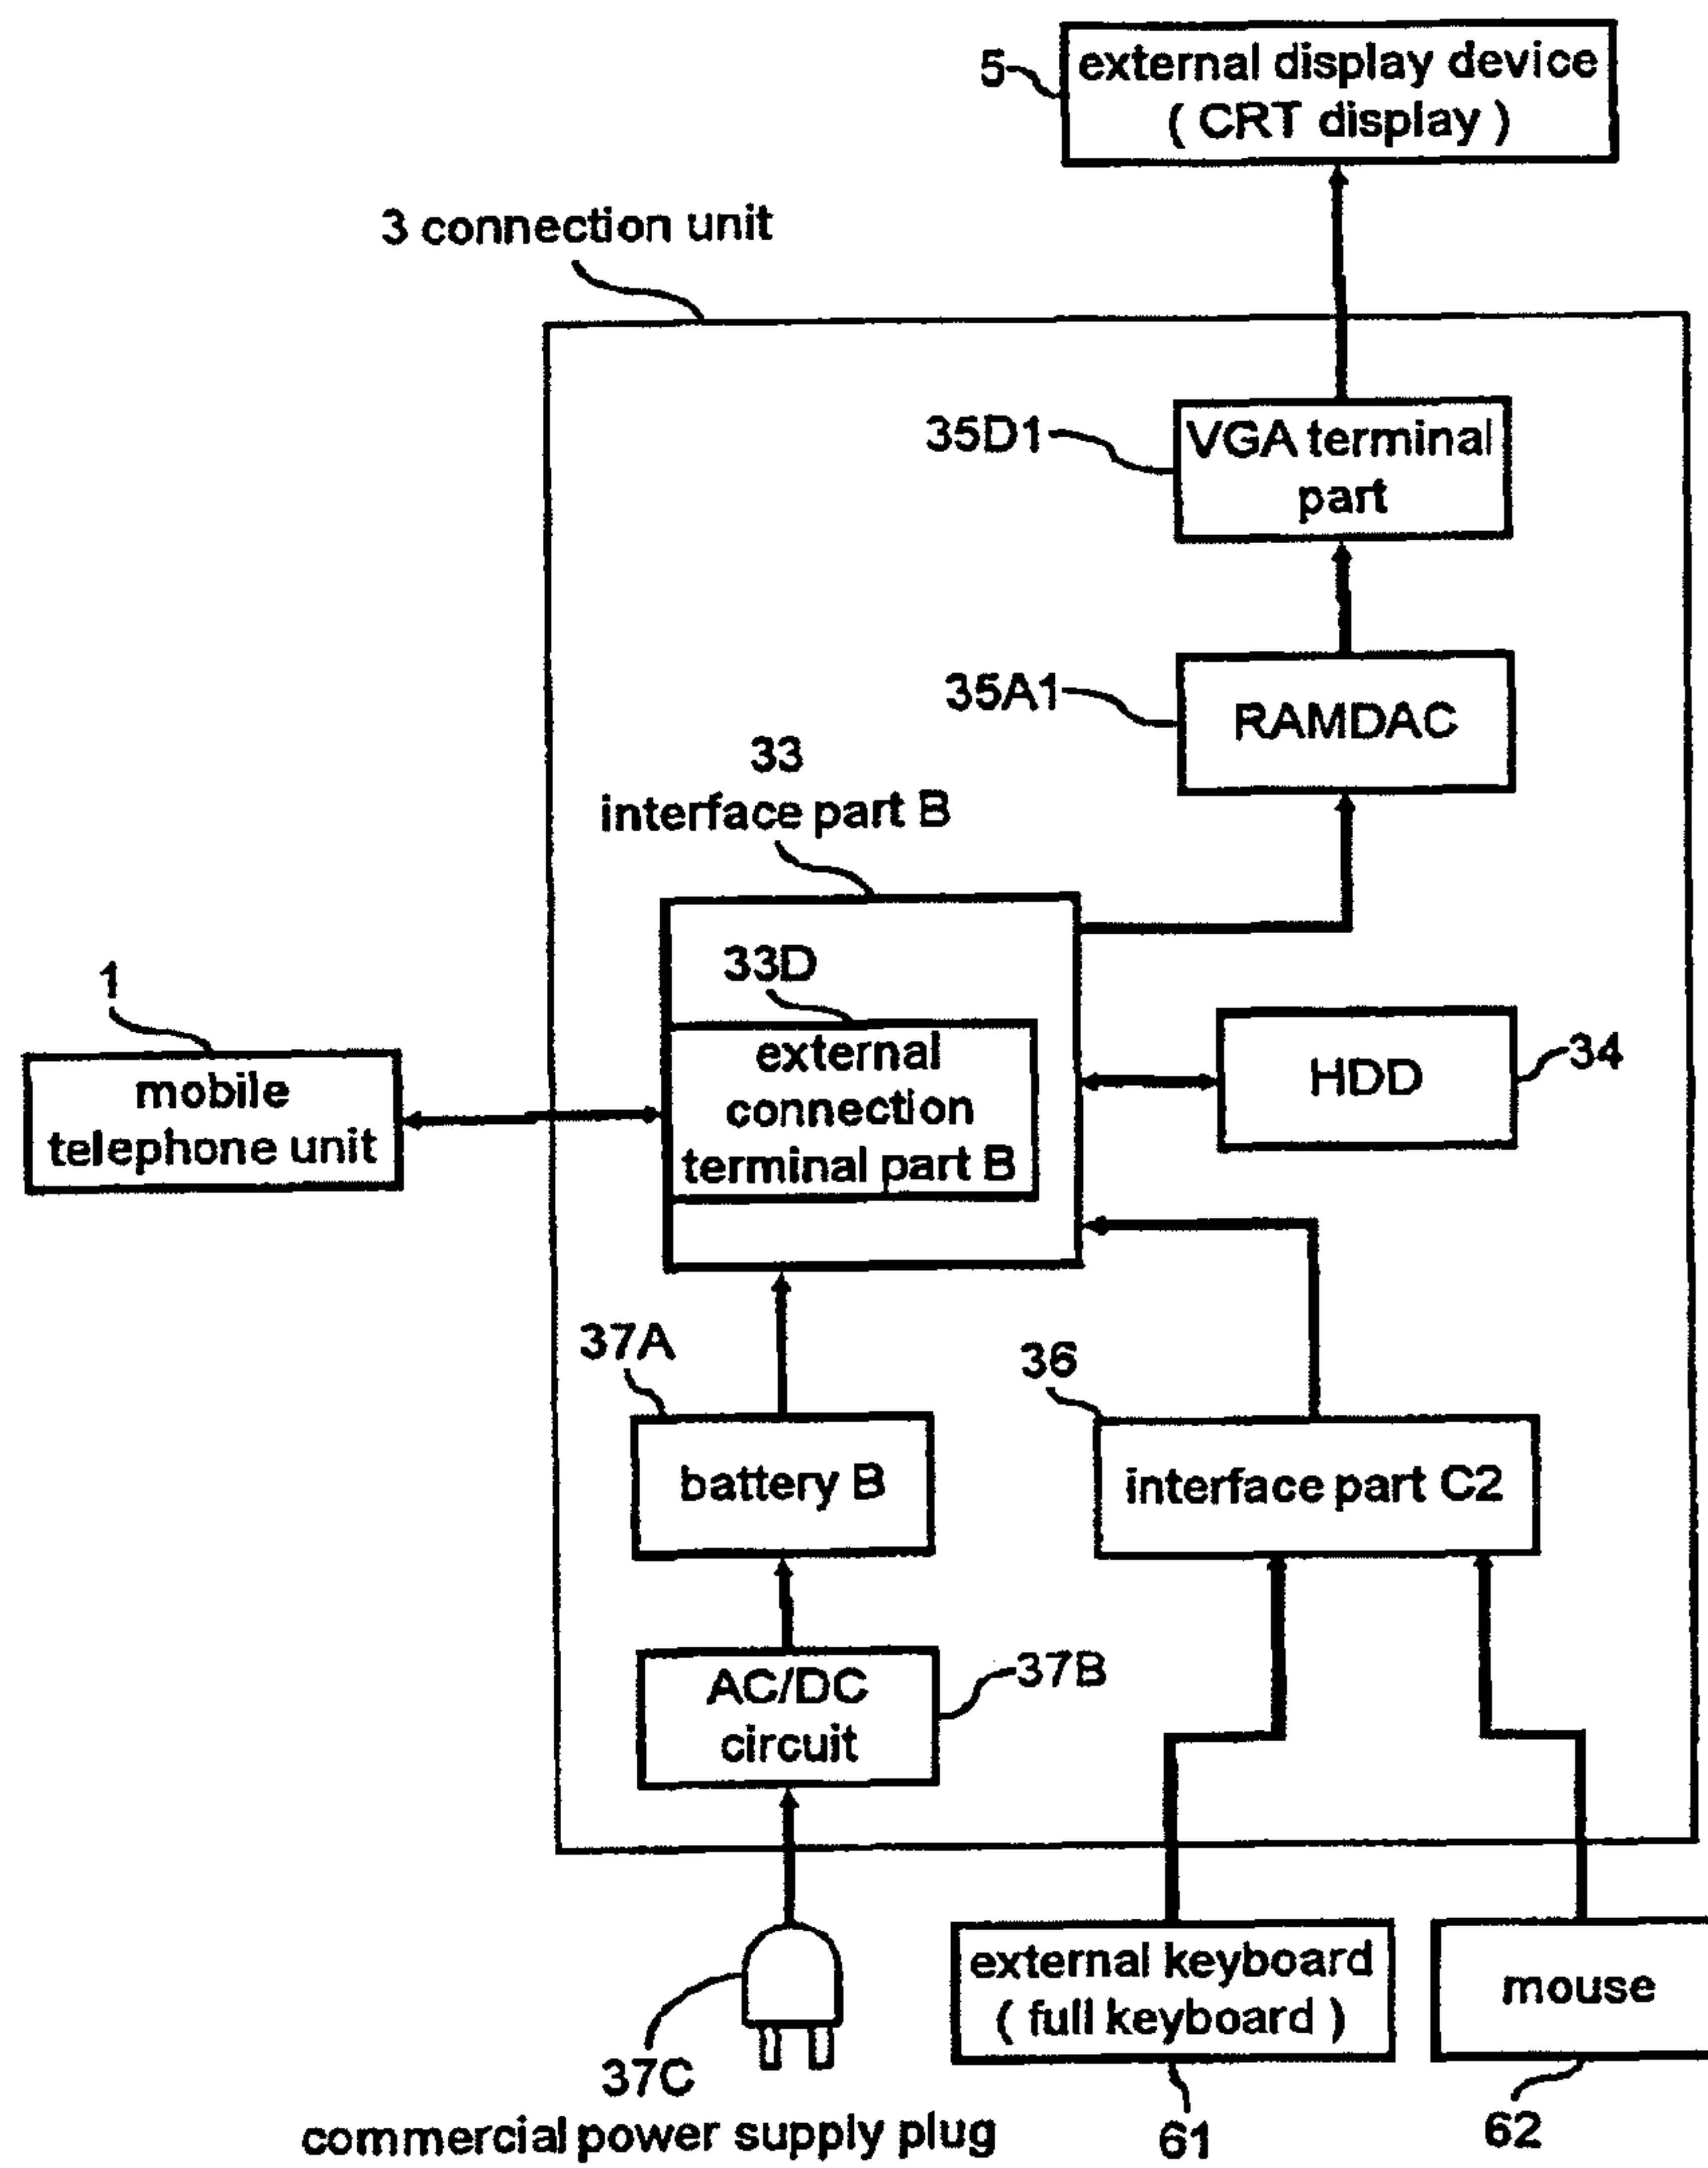 5
external display device
( CRT display )
3 connection unit
35D1
VGA terminal
part
35A1
RAMDAC
33
interface part B
33D
external
connection
terminal part B
1
mobile
telephone unit
HDD
34
37A
battery B
36
interface part C2
AC/DC
circuit
37B
37C
commercial power supply plug
external keyboard
( full keyboard )
61
mouse
62